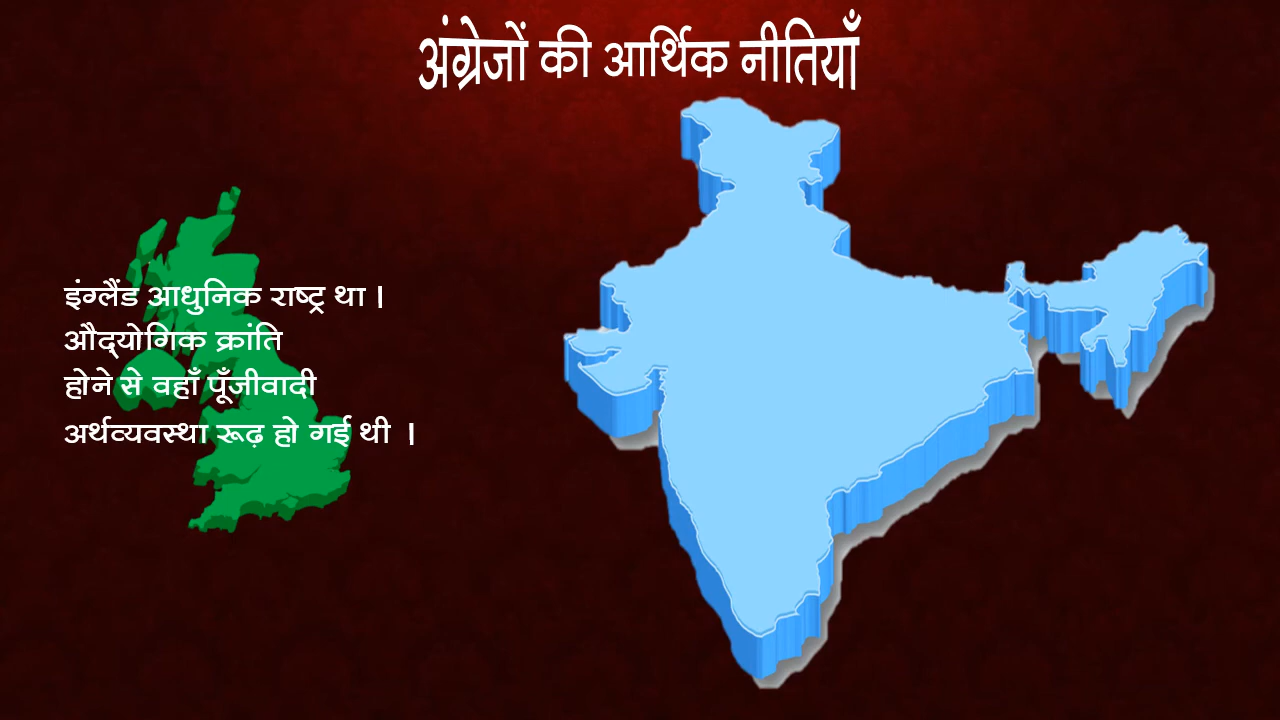 अंग्रेजों की आर्थिक नीतियाँ
इंग्लैंड आधुनिक राष्ट्र था ।
औद्योगिक क्रांति
होने से वहाँ पूँजीवादी
अर्थव्यवस्था रूढ़ हो गई थी ।